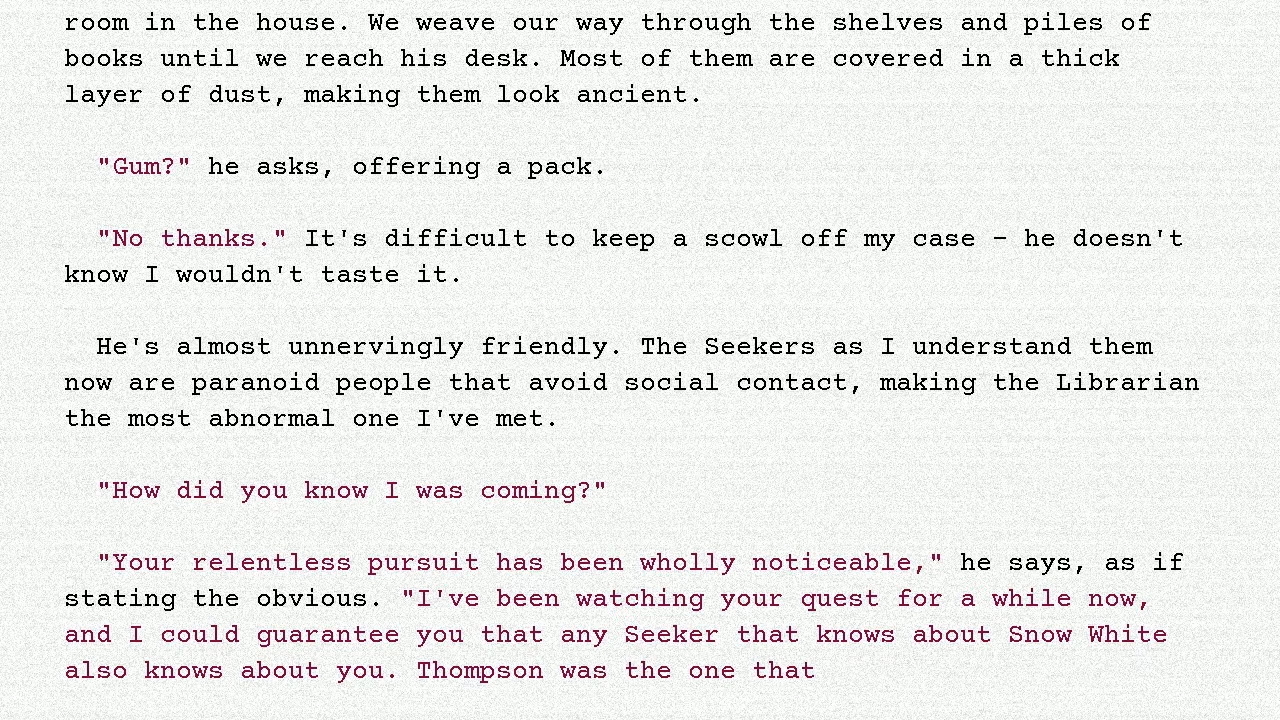 room in the house. We weave our way through the shelves and piles of
books until we reach his desk. Most of them are covered in a thick
layer of dust, making them look ancient.
"Gum?" he asks, offering a pack.
"No thanks." It's difficult to keep a scowl off my case – he doesn't
know I wouldn't taste it.
He's almost unnervingly friendly. The Seekers as I understand them
now are paranoid people that avoid social contact, making the Librarian
the most abnormal one I've met.
"How did you know I was coming?"
"Your relentless pursuit has been wholly noticeable," he says, as if
stating the obvious. "I've been watching your quest for a while now,
and I could guarantee you that any Seeker that knows about Snow White
also knows about you. Thompson was the one that